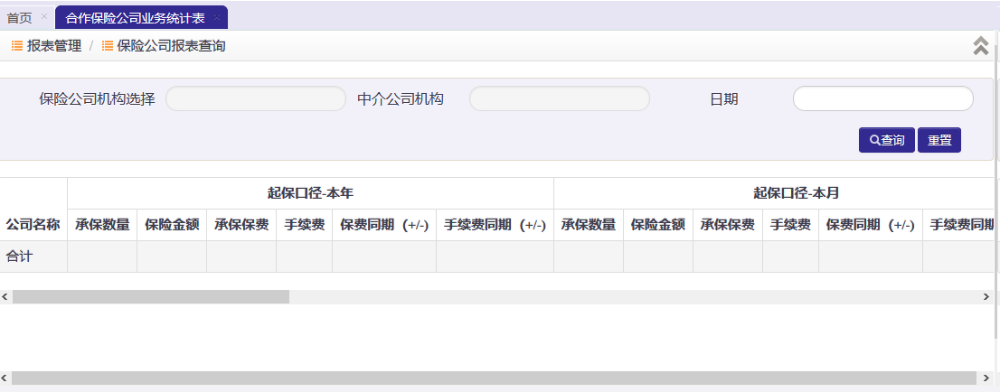 首页 × 合作保险公司业务统计表 ×
报表管理 / 保险公司报表查询
保险公司机构选择 中介公司机构 日期
查询 重置
起保口径-本年 起保口径-本月
公司名称 承保数量 保险金额 承保保费 手续费 保费同期 (+/-) 手续费同期 (+/-) 承保数量 保险金额 承保保费 手续费 保费同期 (+/-) 手续费同期
合计